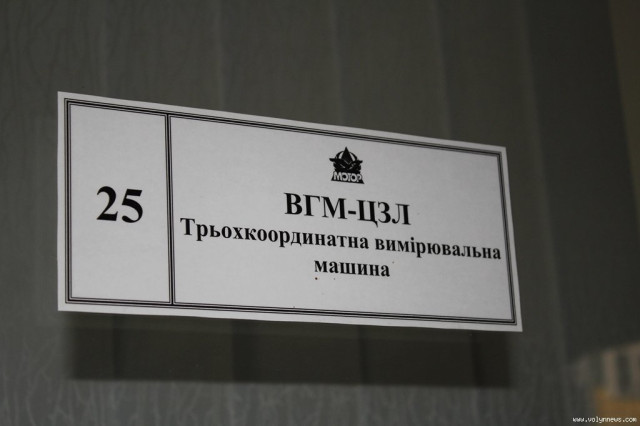 25
МОТОР
ВГМ-ЦЗЛ
Трьохкоординатна вимірювальна
машина
www.volynnews.com